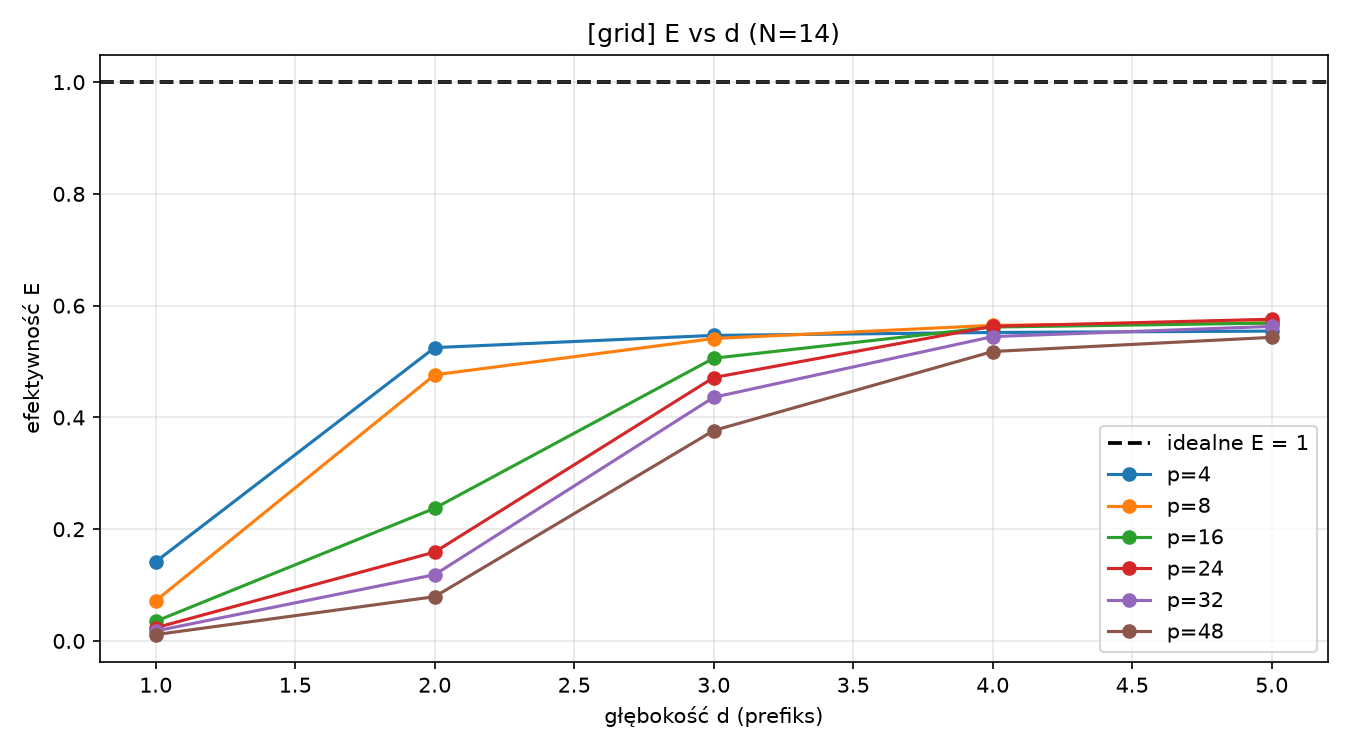 [grid] E vs d (N=14)
1.0
0.8
0.6
0.4
0.2
0.0
efektywność E
idealne E = 1
p=4
p=8
p=16
p=24
p=32
p=48
1.0 1.5 2.0 2.5 3.0 3.5 4.0 4.5 5.0
głębokość d (prefiks)